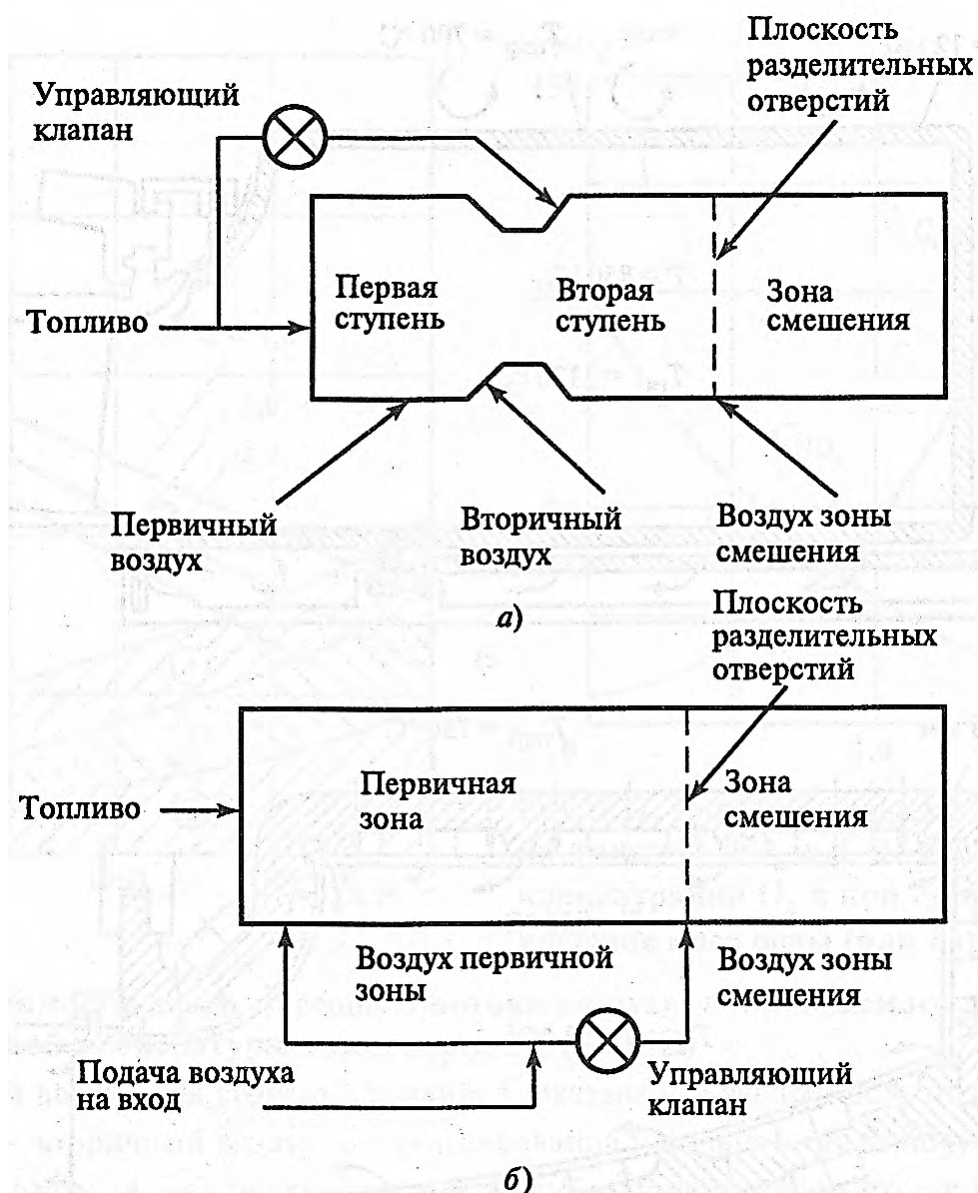 Плоскость
разделительных
отверстий
Управляющий
клапан
Топливо
Первая
ступень
Вторая
ступень
Зона
смешения
Первичный
воздух
Вторичный
воздух
Воздух зоны
смешения
а)
Плоскость
разделительных
отверстий
Топливо
Первичная
зона
Зона
смешения
Воздух первичной
зоны
Воздух зоны
смешения
Подача воздуха
на вход
Управляющий
клапан
б)